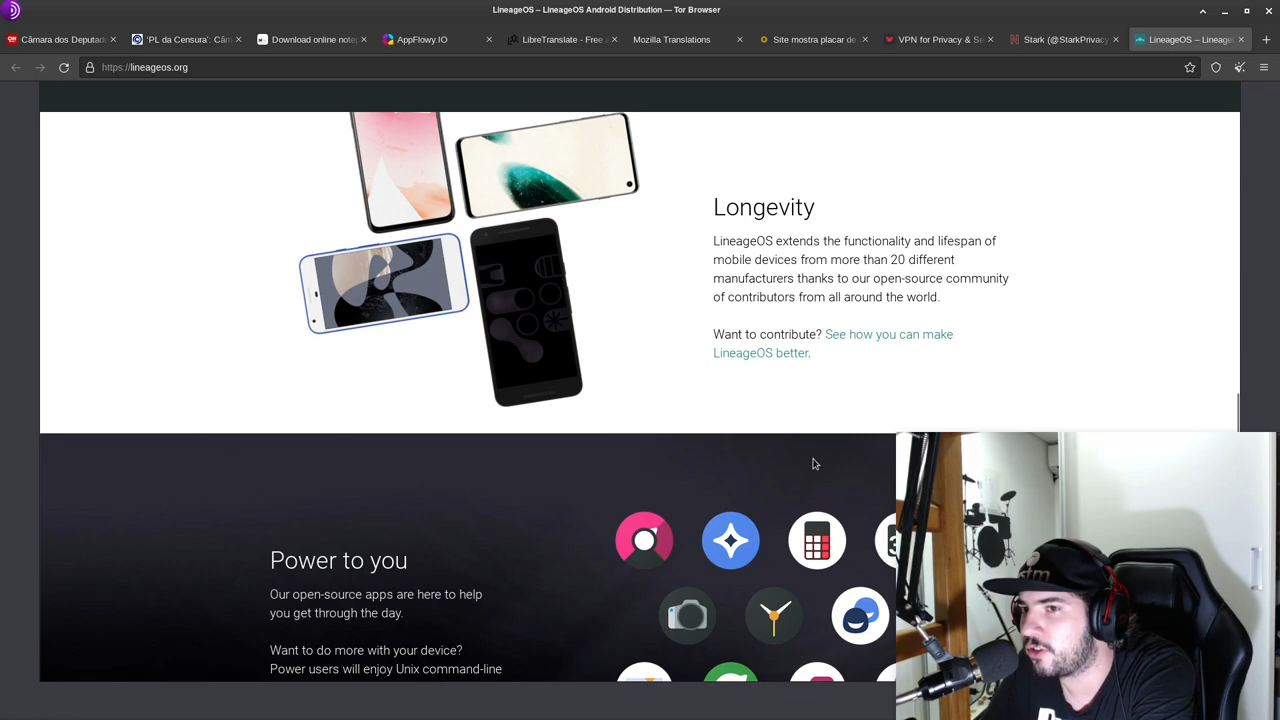 LineageOS – LineageOS Android Distribution — Tor Browser
Câmara dos Deputad
'PL da Censura': Câm
Download online note
AppFlowy.IO
LibreTranslate - Free
Mozilla Translations
Site mostra placar de
VPN for Privacy & Se
Stark (@StarkPrivacy
LineageOS – Lineage
https://lineageos.org
Longevity
LineageOS extends the functionality and lifespan of
mobile devices from more than 20 different
manufacturers thanks to our open-source community
of contributors from all around the world.
Want to contribute? See how you can make
LineageOS better.
Power to you
Our open-source apps are here to help
you get through the day.
Want to do more with your device?
Power users will enjoy Unix command-line